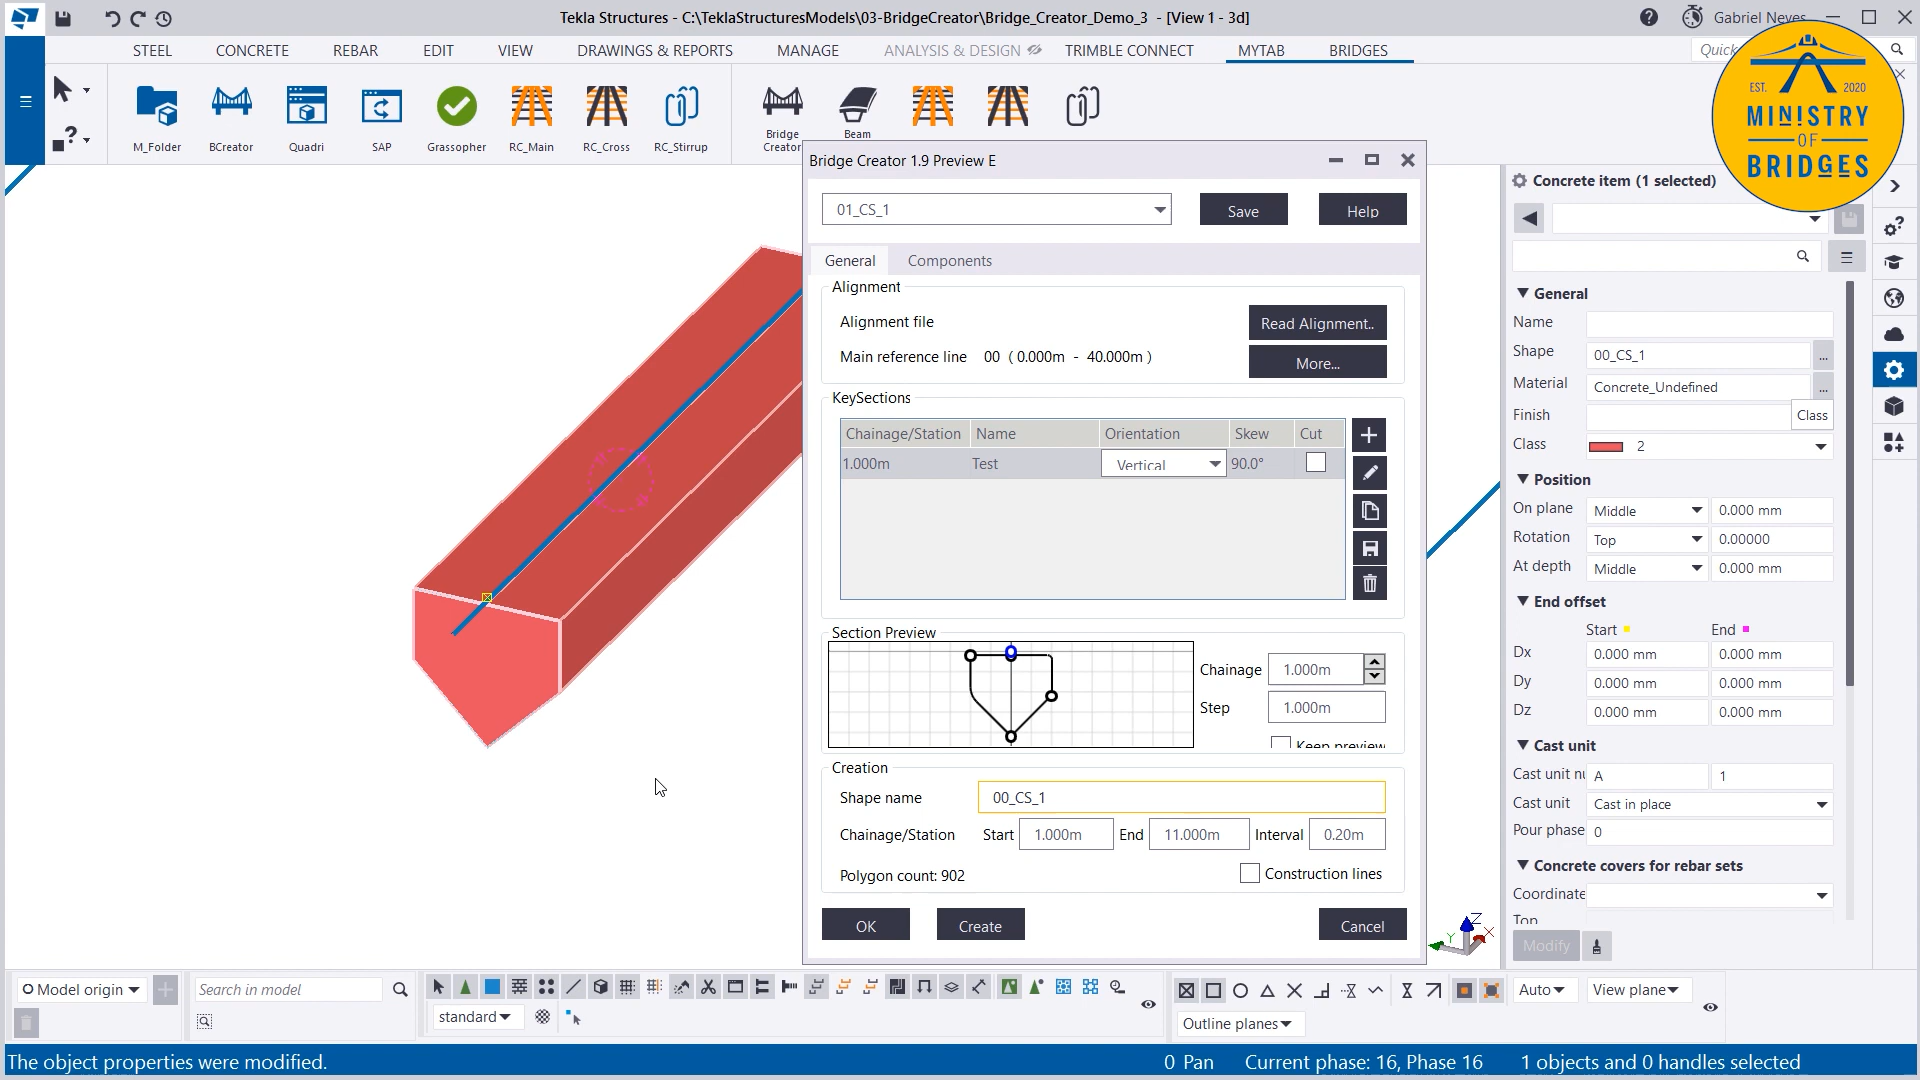 Tekla Structures - C:\TeklaStructuresModels\03-BridgeCreator\Bridge_Creator_Demo_3 - [View 1 - 3d]
Gabriel Neves
STEEL CONCRETE REBAR EDIT VIEW DRAWINGS & REPORTS MANAGE ANALYSIS & DESIGN TRIMBLE CONNECT MYTAB BRIDGES
Quick
EST. 2020
MINISTRY
OF
BRIDGES
M_Folder BCreator Quadri SAP Grassopher RC_Main RC_Cross RC_Stirrup
Bridge
Creator
Beam
Bridge Creator 1.9 Preview E
01_CS_1 Save Help
General Components
Alignment
Alignment file Read Alignment..
Main reference line 00 ( 0.000m - 40.000m ) More...
KeySections
Chainage/Station Name Orientation Skew Cut
1.000m Test Vertical 90.0°
Section Preview
Chainage 1.000m
Step 1.000m
Keep preview
Creation
Shape name 00_CS_1
Chainage/Station Start 1.000m End 11.000m Interval 0.20m
Polygon count: 902 Construction lines
OK Create Cancel
Z
Y X
Concrete item (1 selected)
General
Name
Shape 00_CS_1 ...
Material Concrete_Undefined ...
Finish Class
Class 2
Position
On plane Middle 0.000 mm
Rotation Top 0.00000
At depth Middle 0.000 mm
End offset
Start End
Dx 0.000 mm 0.000 mm
Dy 0.000 mm 0.000 mm
Dz 0.000 mm 0.000 mm
Cast unit
Cast unit nu A 1
Cast unit Cast in place
Pour phase 0
Concrete covers for rebar sets
Coordinate
Top
Modify
Model origin Search in model
standard
Auto View plane
Outline planes
The object properties were modified. 0 Pan Current phase: 16, Phase 16 1 objects and 0 handles selected